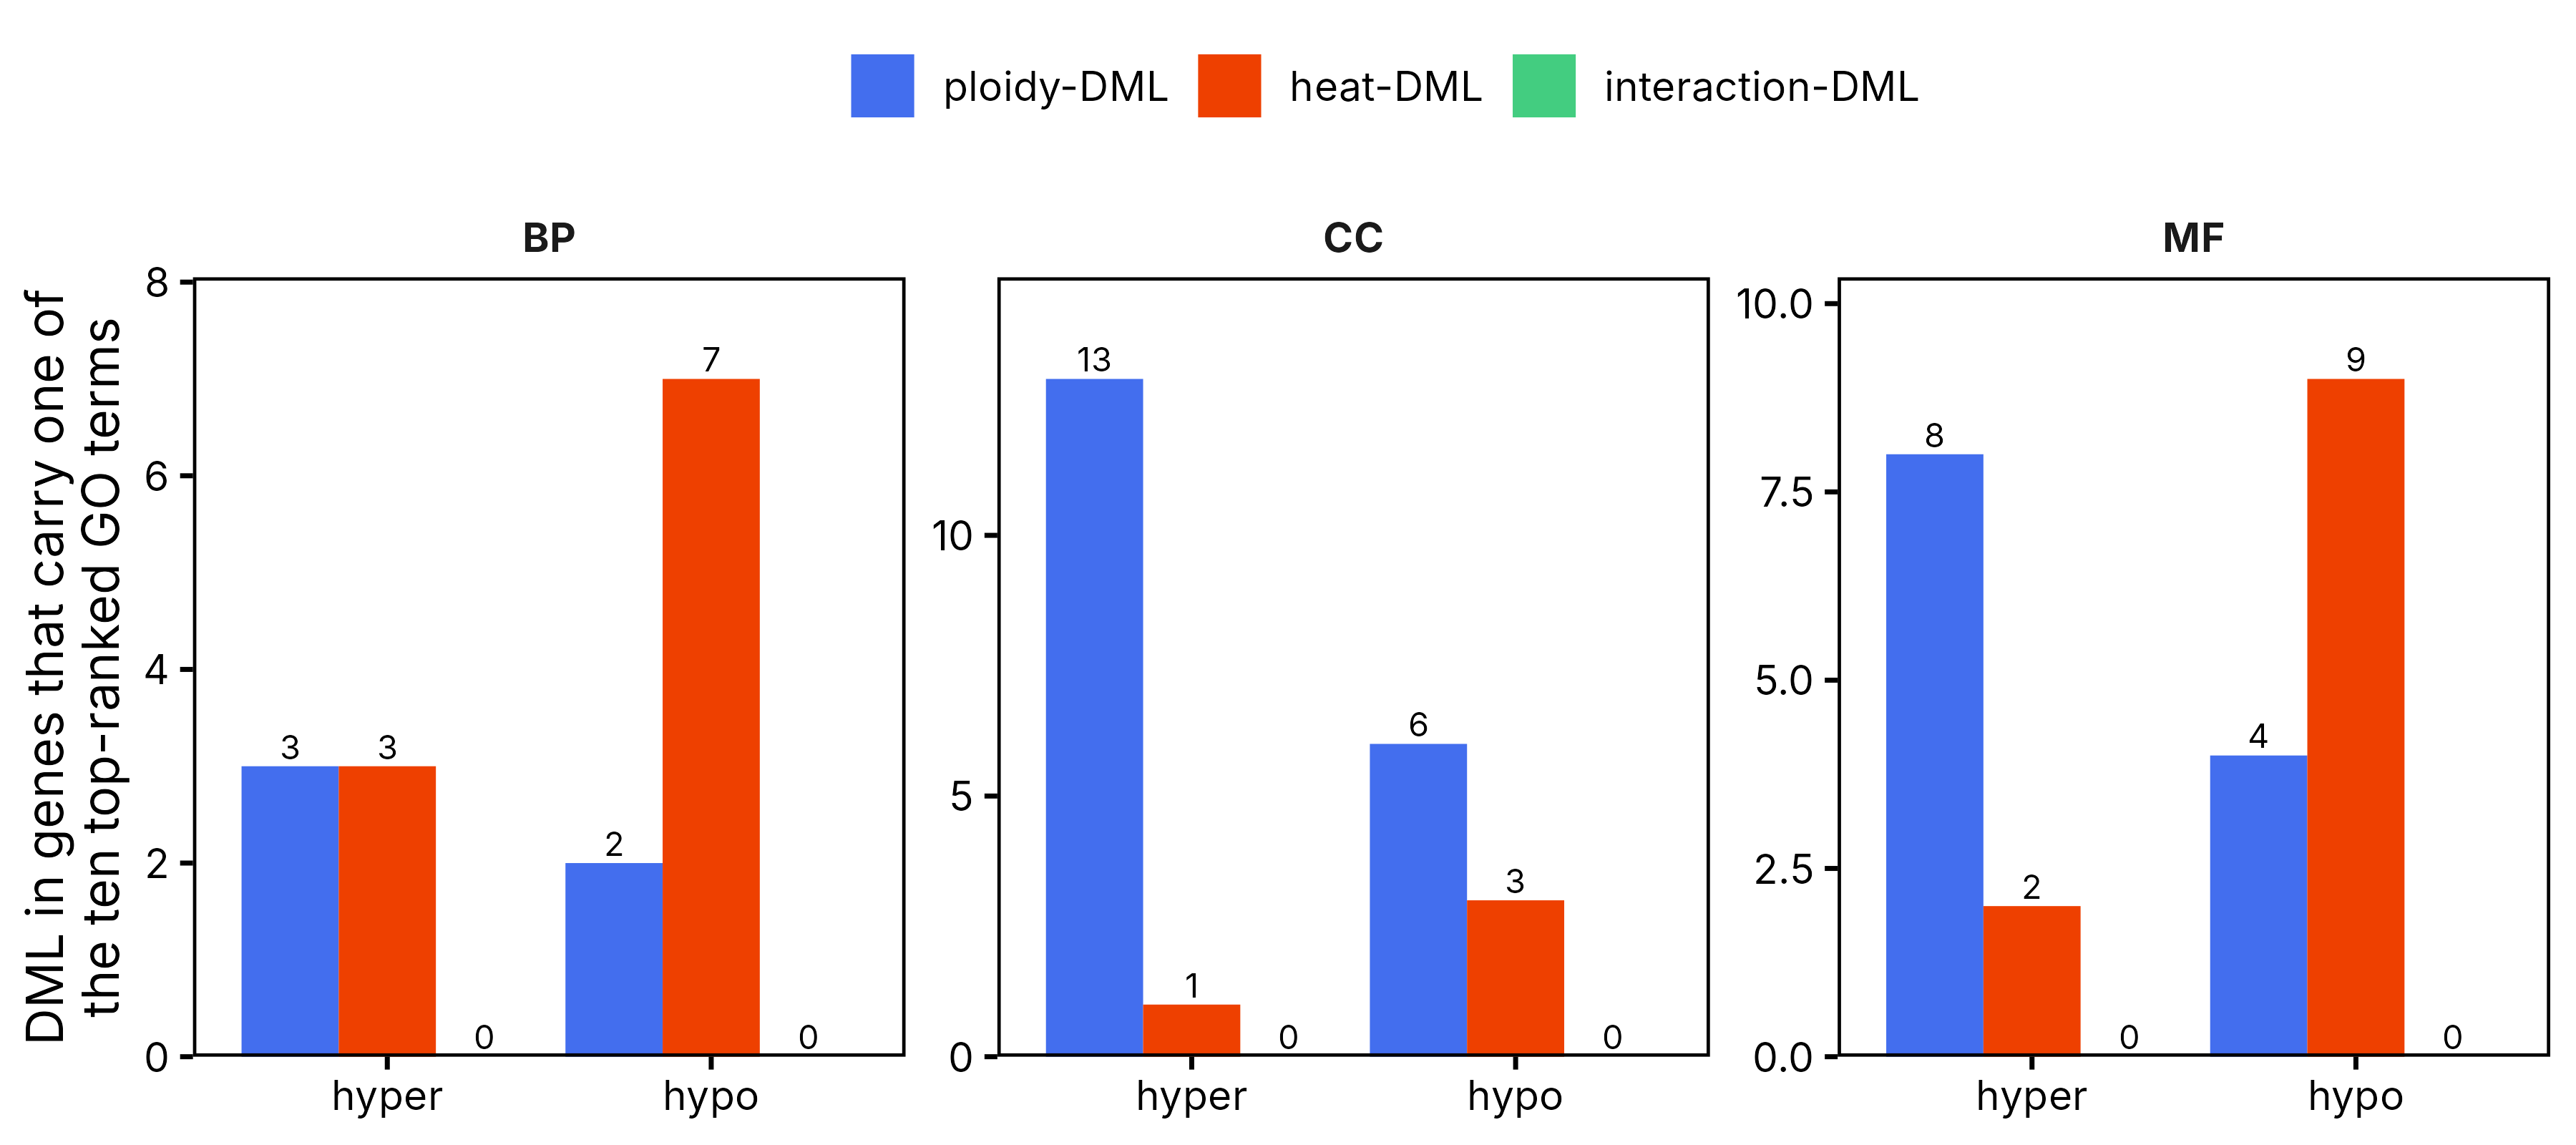 ploidy-DML heat-DML interaction-DML
DML in genes that carry one of
the ten top-ranked GO terms
BP
8
6
4
2
0
3 3 0 2 7 0
hyper hypo
CC
10
5
0
13 1 0 6 3 0
hyper hypo
MF
10.0
7.5
5.0
2.5
0.0
8 2 0 4 9 0
hyper hypo